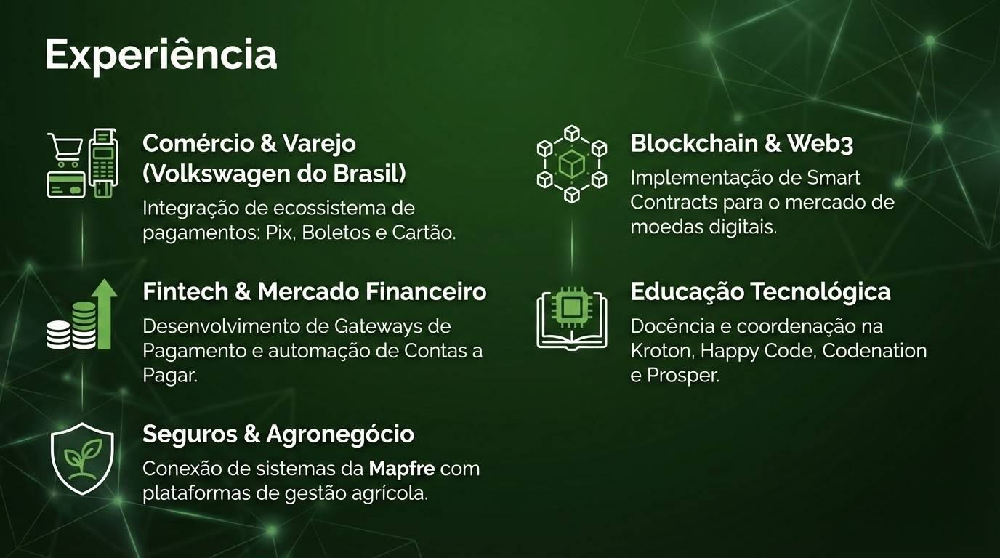 Experiência
Comércio & Varejo
(Volkswagen do Brasil)
Integração de ecossistema de
pagamentos: Pix, Boletos e Cartão.
Fintech & Mercado Financeiro
Desenvolvimento de Gateways de
Pagamento e automação de Contas a
Pagar.
Seguros & Agronegócio
Conexão de sistemas da Mapfre com
plataformas de gestão agrícola.
Blockchain & Web3
Implementação de Smart
Contracts para o mercado de
moedas digitais.
Educação Tecnológica
Docência e coordenação na
Kroton, Happy Code, Codenation
e Prosper.